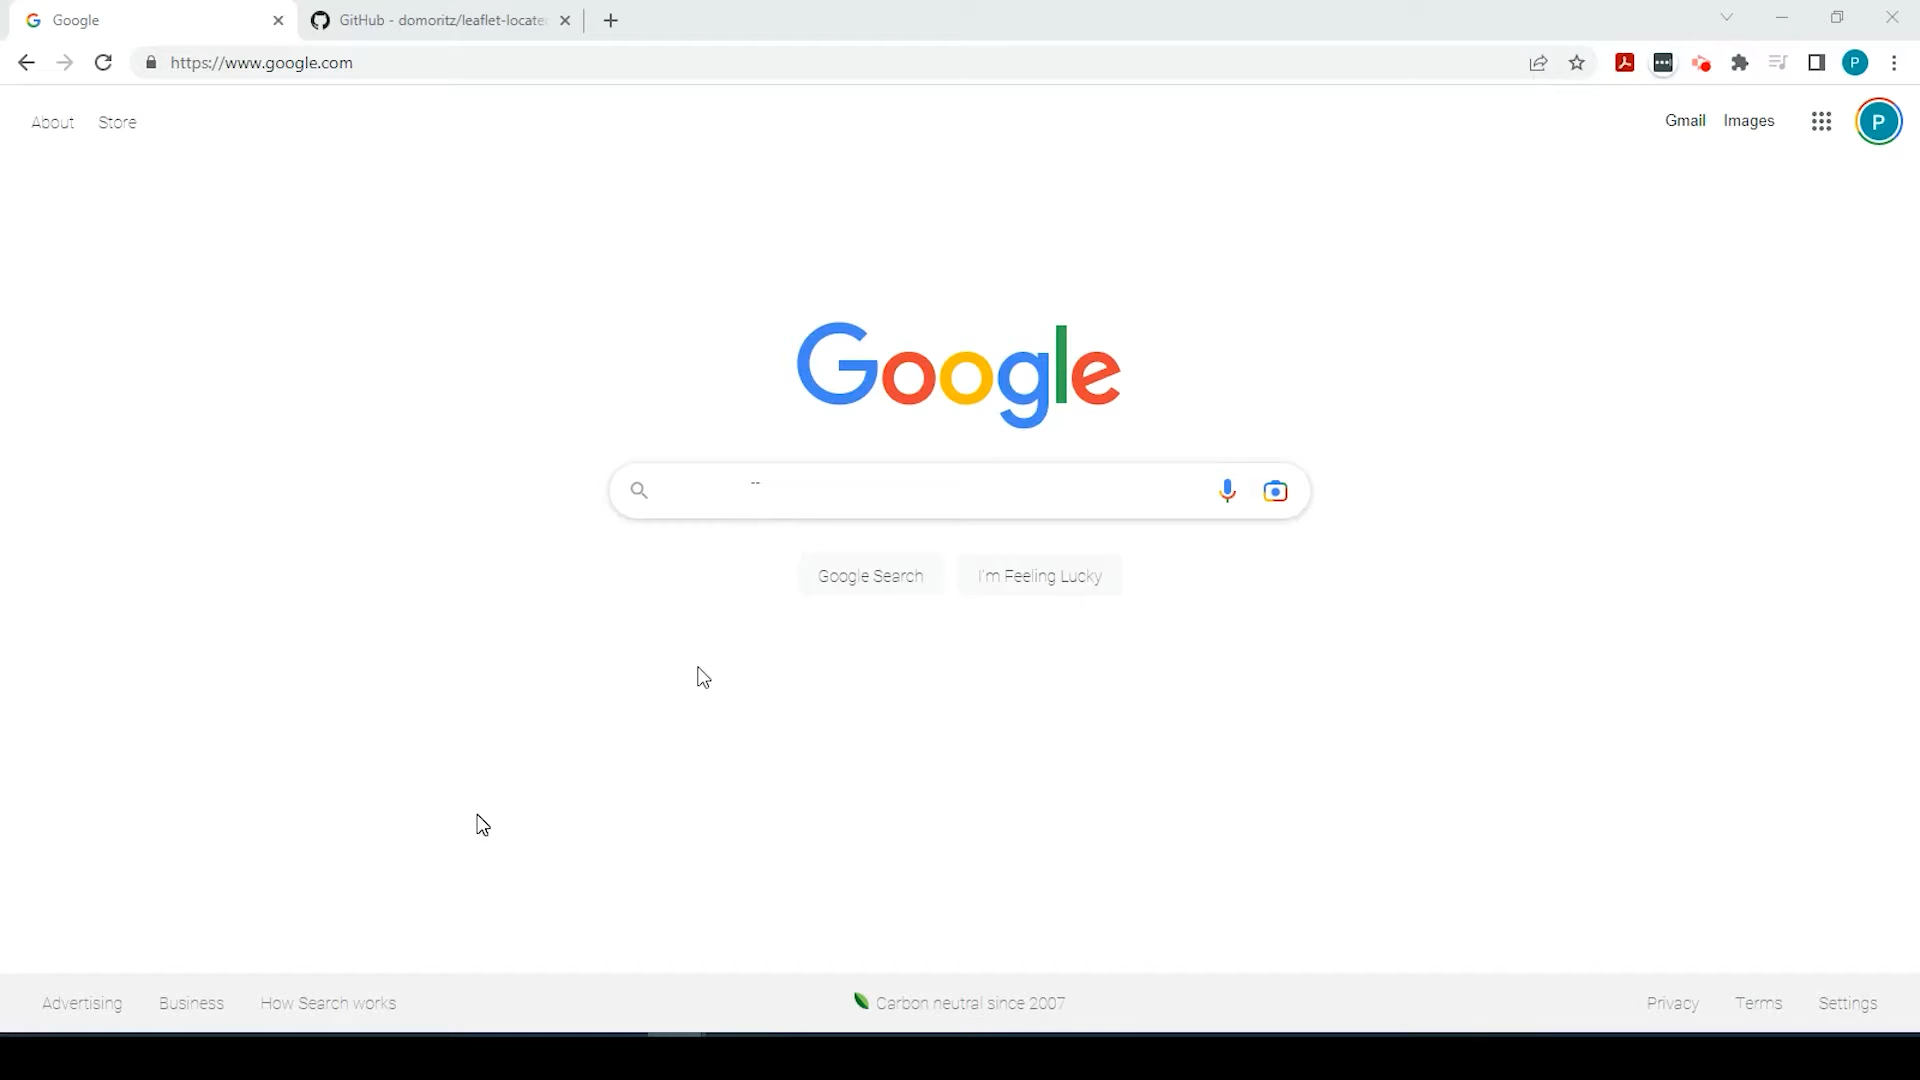 Google
GitHub - domoritz/leaflet-locate
https://www.google.com
P
About Store
Gmail Images
P
Google
--
Google Search I'm Feeling Lucky
Advertising Business How Search works
Carbon neutral since 2007
Privacy Terms Settings